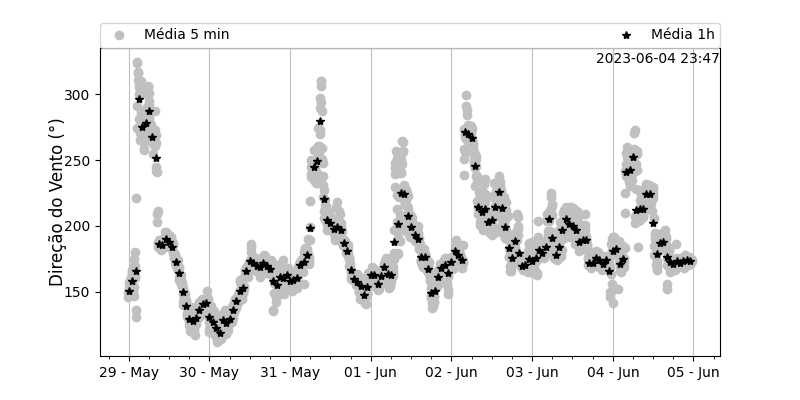 Média 5 min
Média 1h
2023-06-04 23:47
Direção do Vento (°)
300
250
200
150
29 - May
30 - May
31 - May
01 - Jun
02 - Jun
03 - Jun
04 - Jun
05 - Jun